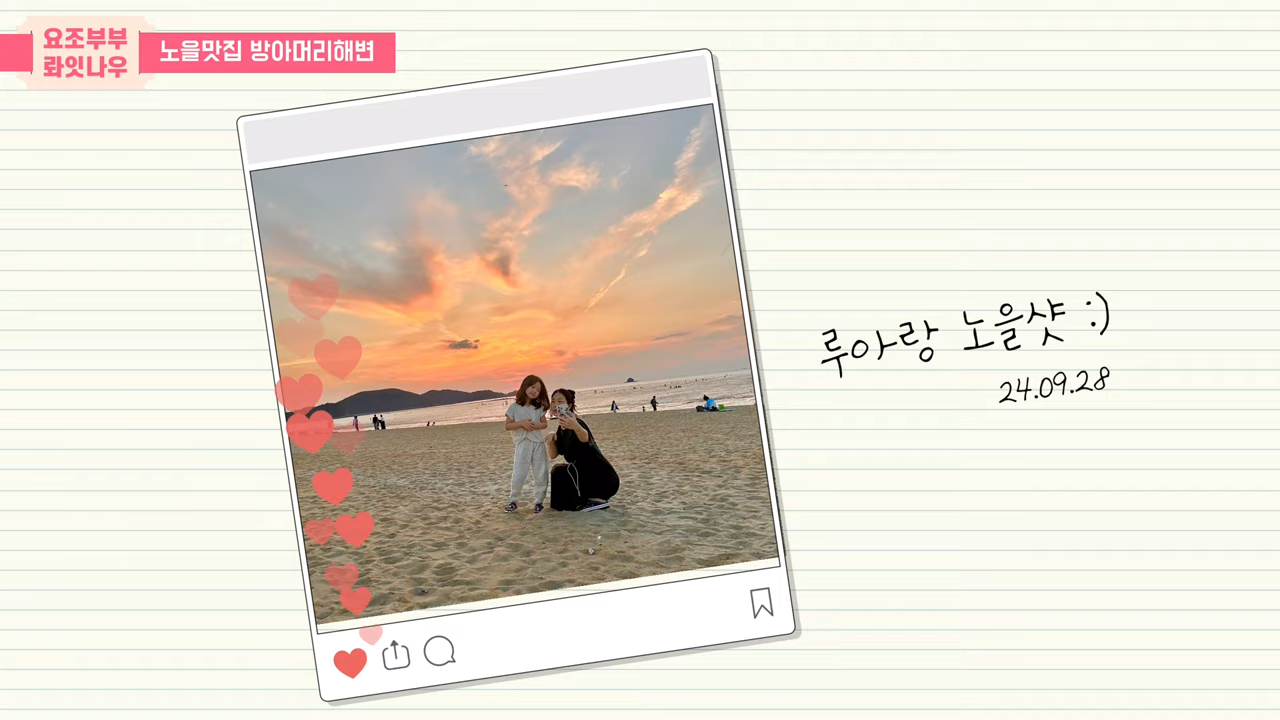 요조부부
롸잇나우
노을맛집 방아머리해변
루아랑 노을샷 :)
24.09.28